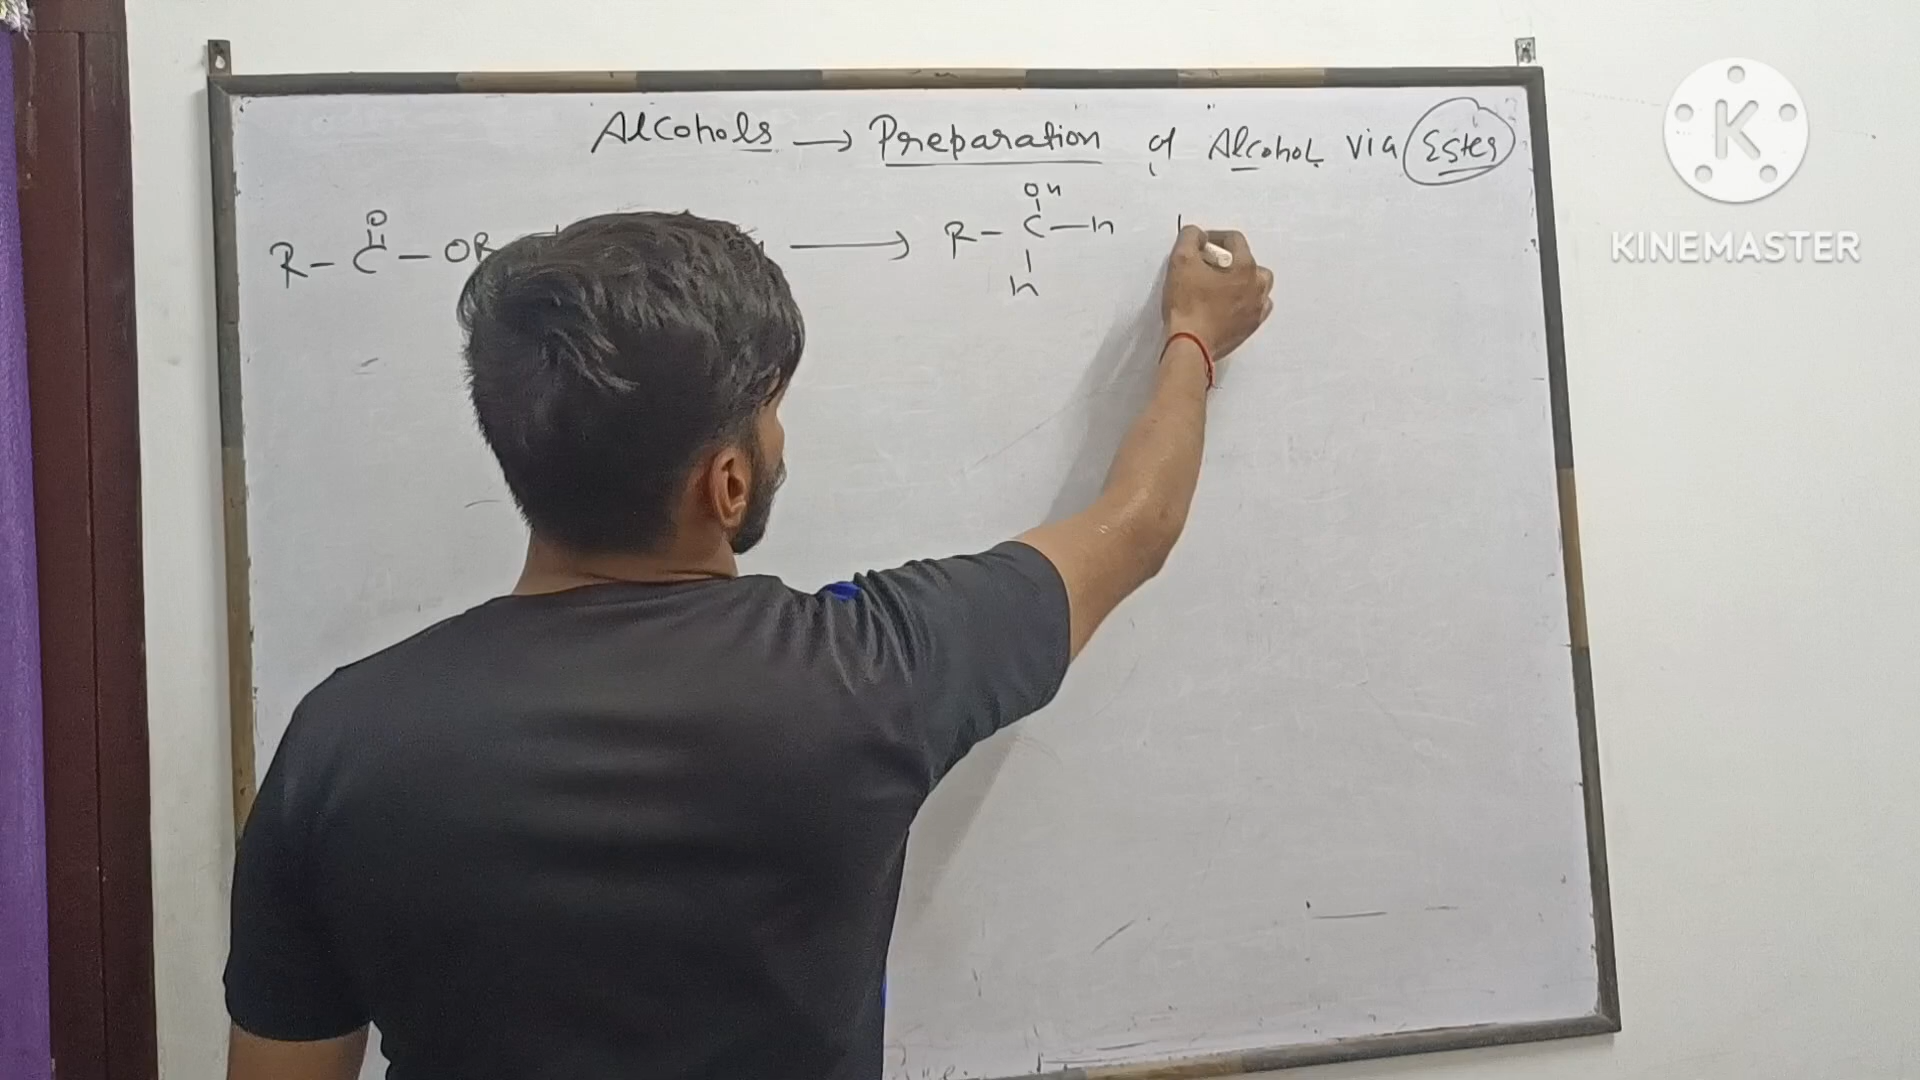 Alcohols → Preparation of Alcohol via Ester
OH
O
R – C – OR → R – C – H
H
K
KINEMASTER